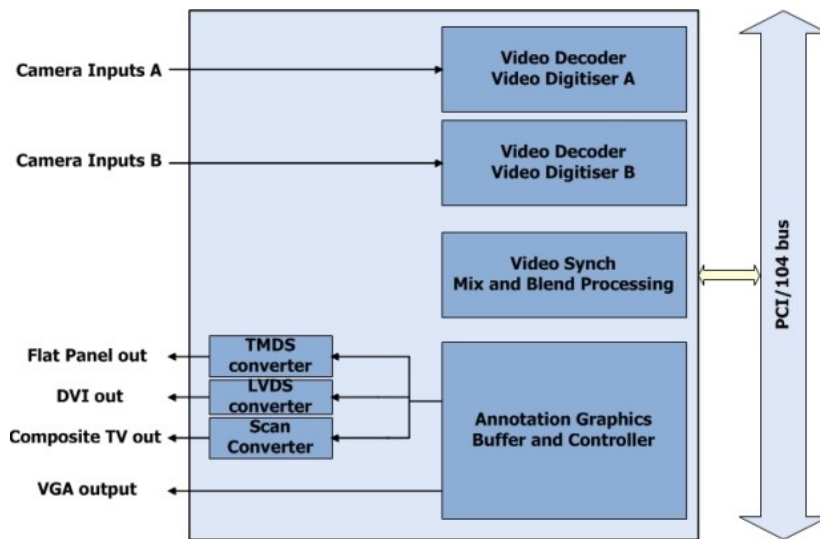 Camera Inputs A
Video Decoder
Video Digitiser A
Camera Inputs B
Video Decoder
Video Digitiser B
Video Synch
Mix and Blend Processing
PCI/104 bus
Flat Panel out
TMDS
converter
DVI out
LVDS
converter
Composite TV out
Scan
Converter
Annotation Graphics
Buffer and Controller
VGA output